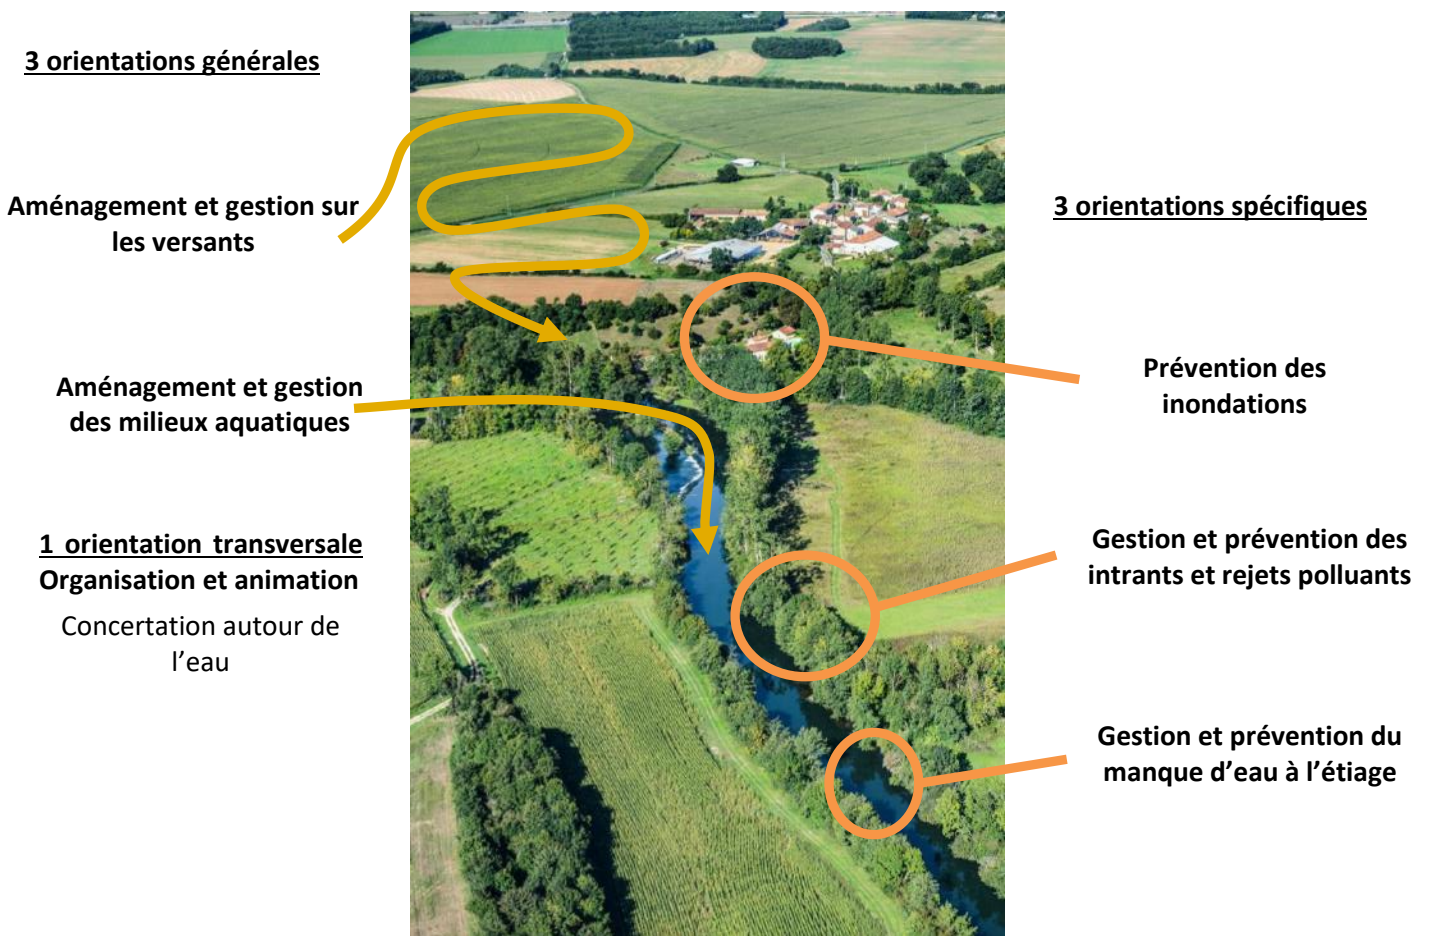 3 orientations générales
Aménagement et gestion sur
les versants
Aménagement et gestion
des milieux aquatiques
1 orientation transversale
Organisation et animation
Concertation autour de
l’eau
3 orientations spécifiques
Prévention des
inondations
Gestion et prévention des
intrants et rejets polluants
Gestion et prévention du
manque d’eau à l’étiage